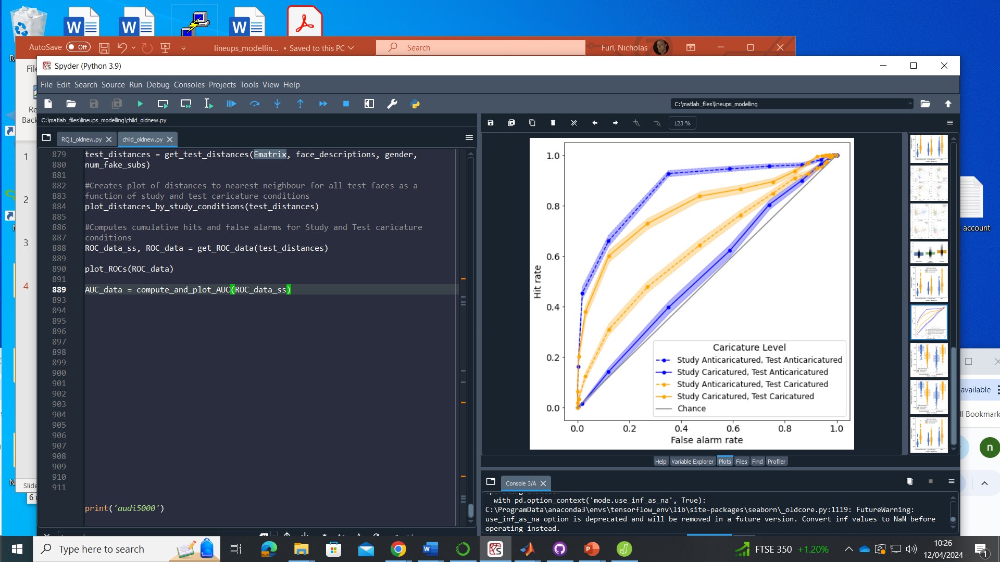 AutoSave Off
lineups_modellin... • Saved to this PC
Search
Furl, Nicholas
Spyder (Python 3.9)
File Edit Search Source Run Debug Consoles Projects Tools View Help
C:\matlab_files\lineups_modelling
C:\matlab_files\lineups_modelling\child_oldnew.py
RQ1_oldnew.py
child_oldnew.py
123 %
879 test_distances = get_test_distances(Ematrix, face_descriptions, gender,
880 num_fake_subs)
881
882 #Creates plot of distances to nearest neighbour for all test faces as a
883 function of study and test caricature conditions
884 plot_distances_by_study_conditions(test_distances)
885
886 #Computes cumulative hits and false alarms for Study and Test caricature
887 conditions
888 ROC_data_ss, ROC_data = get_ROC_data(test_distances)
889
890 plot_ROCs(ROC_data)
891
889 AUC_data = compute_and_plot_AUC(ROC_data_ss)
893
894
895
896
897
898
899
900
901
902
903
904
905
906
907
908
909
910
911
print('audi5000')
1
2
3
4
Slide
1.0
0.8
0.6
0.4
0.2
0.0
Hit rate
0.0 0.2 0.4 0.6 0.8 1.0
False alarm rate
Caricature Level
Study Anticaricatured, Test Anticaricatured
Study Caricatured, Test Anticaricatured
Study Anticaricatured, Test Caricatured
Study Caricatured, Test Caricatured
Chance
Help Variable Explorer Plots Files Find Profiler
Console 3/A
operating instead.
with pd.option_context('mode.use_inf_as_na', True):
C:\ProgramData\anaconda3\envs\tensorflow_env\lib\site-packages\seaborn\_oldcore.py:1119: FutureWarning:
use_inf_as_na option is deprecated and will be removed in a future version. Convert inf values to NaN before
operating instead.
account
available
n
Type here to search
FTSE 350 +1.20%
10:26
12/04/2024
1